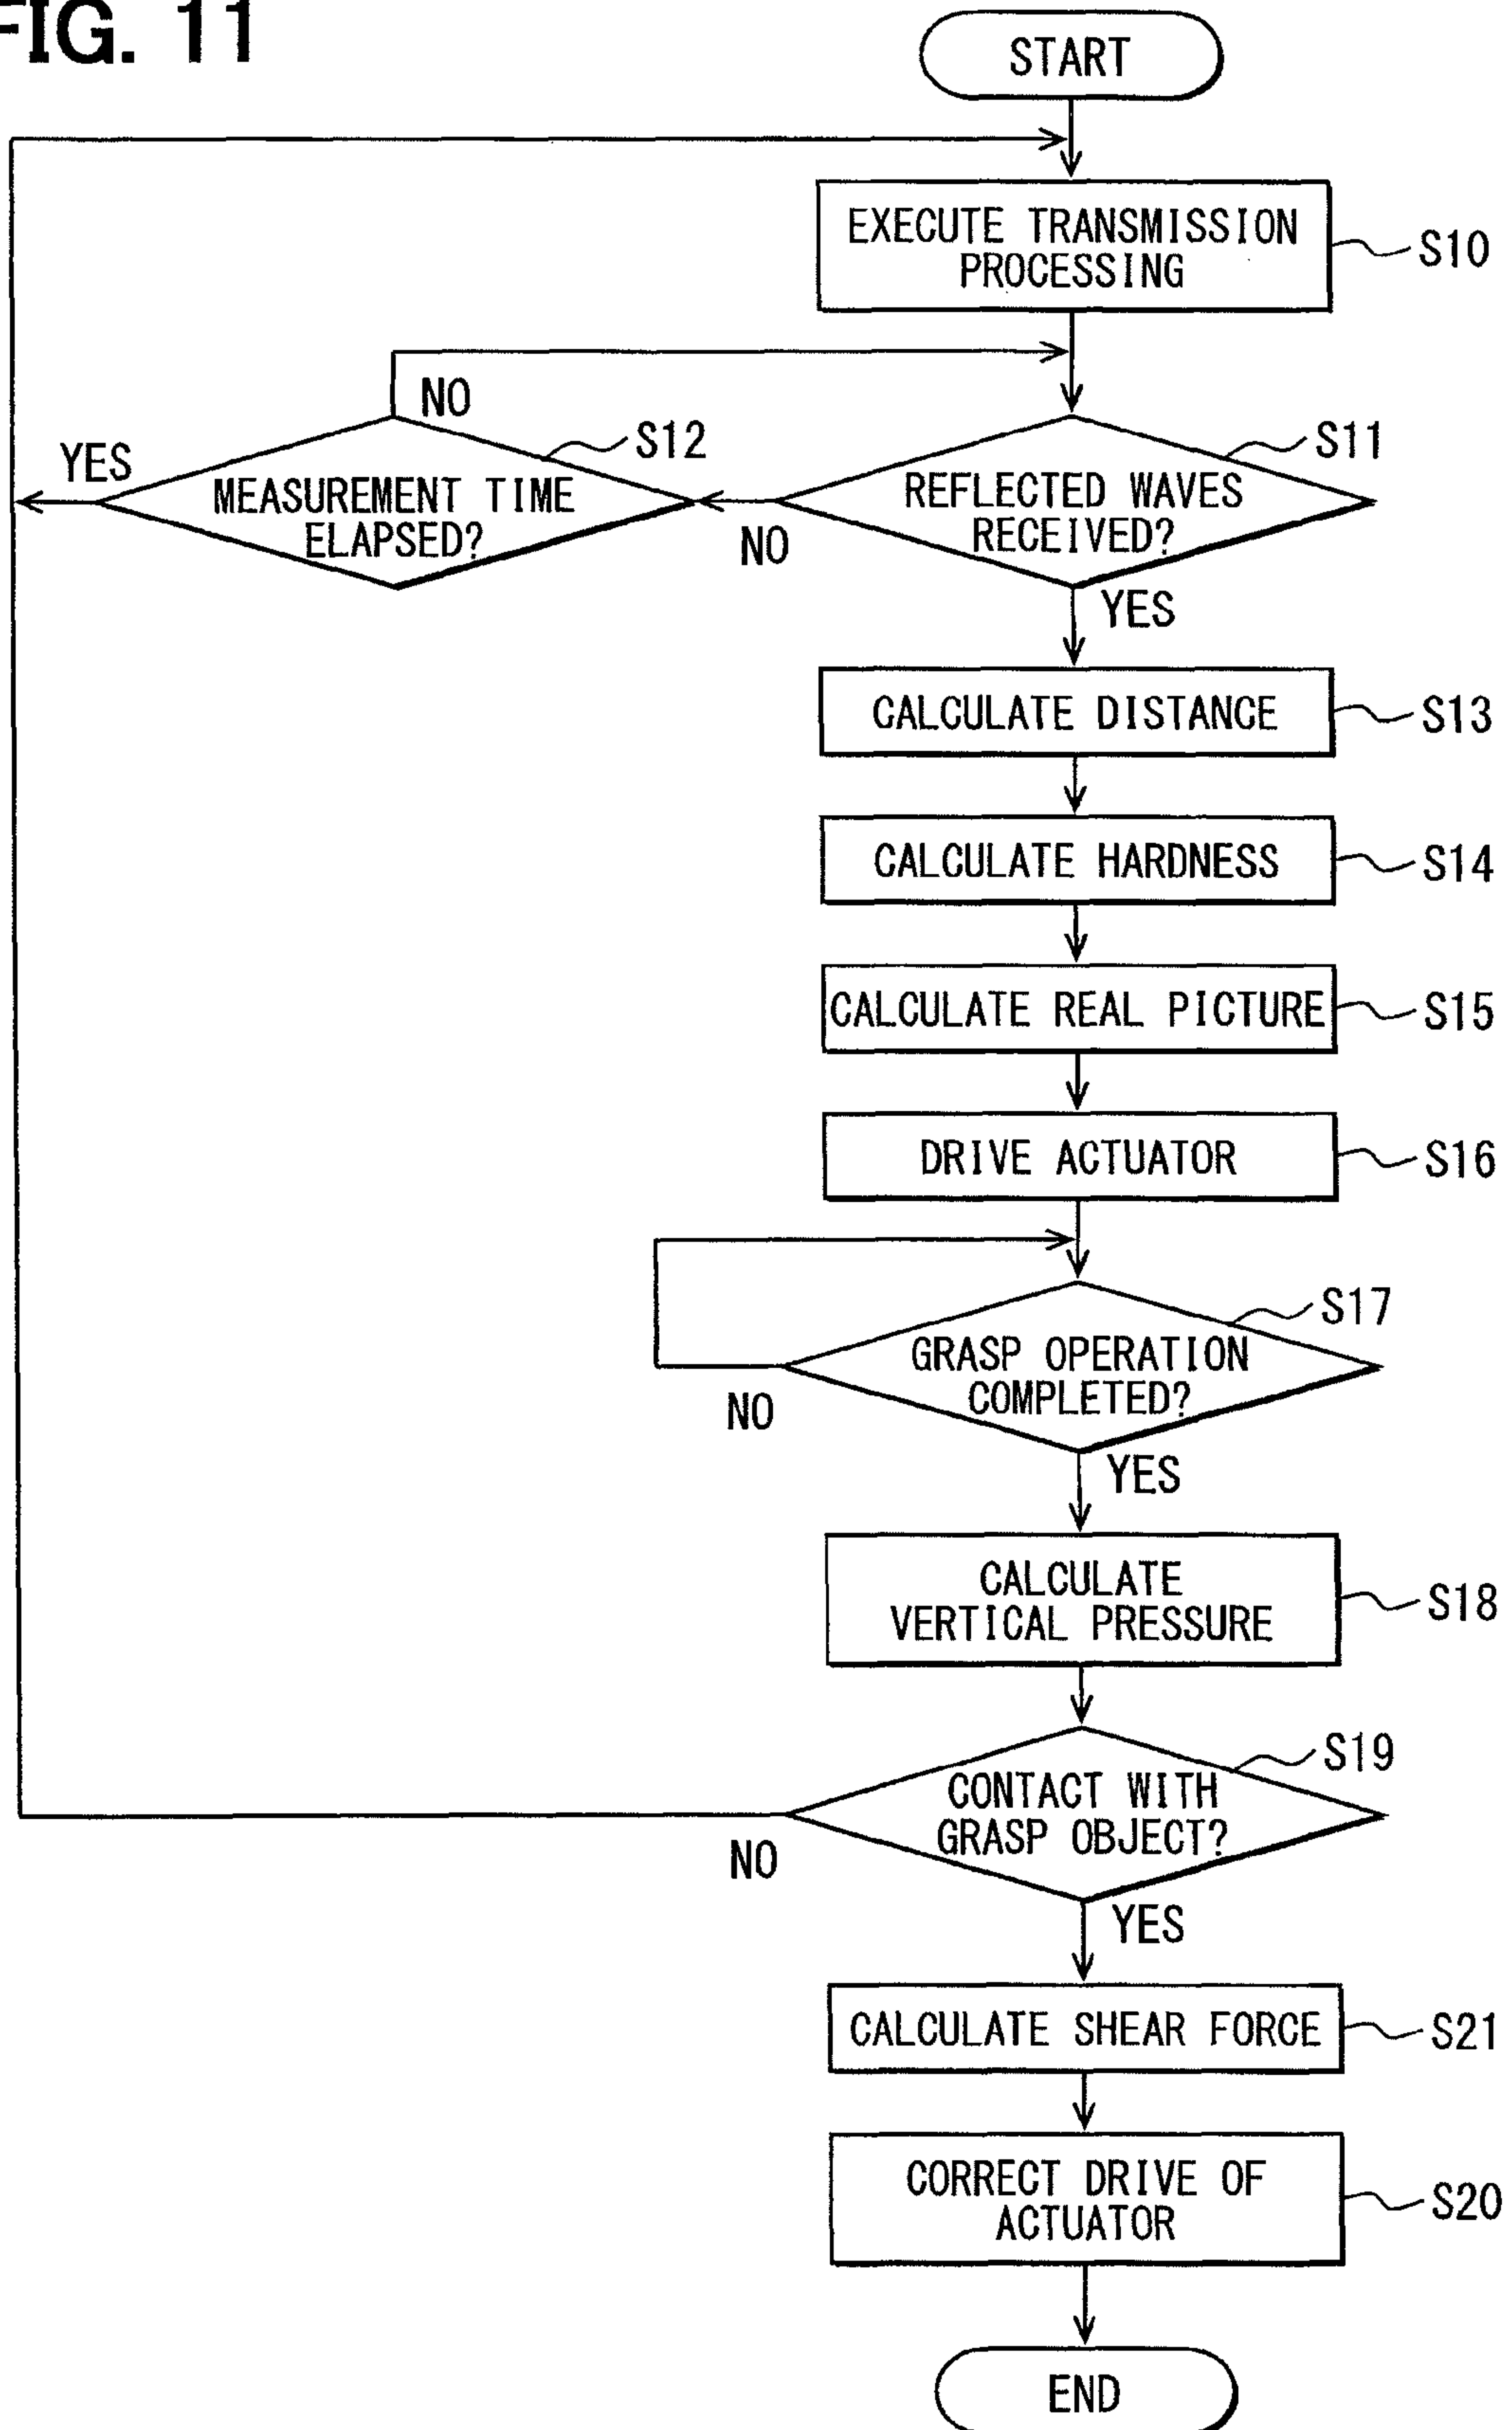 FIG. 11
START
EXECUTE TRANSMISSION
PROCESSING
S10
NO
S12
S11
YES
MEASUREMENT TIME
ELAPSED?
REFLECTED WAVES
RECEIVED?
NO
YES
CALCULATE DISTANCE
S13
CALCULATE HARDNESS
S14
CALCULATE REAL PICTURE
S15
DRIVE ACTUATOR
S16
S17
GRASP OPERATION
COMPLETED?
NO
YES
CALCULATE
VERTICAL PRESSURE
S18
S19
CONTACT WITH
GRASP OBJECT?
NO
YES
CALCULATE SHEAR FORCE
S21
CORRECT DRIVE OF
ACTUATOR
S20
END